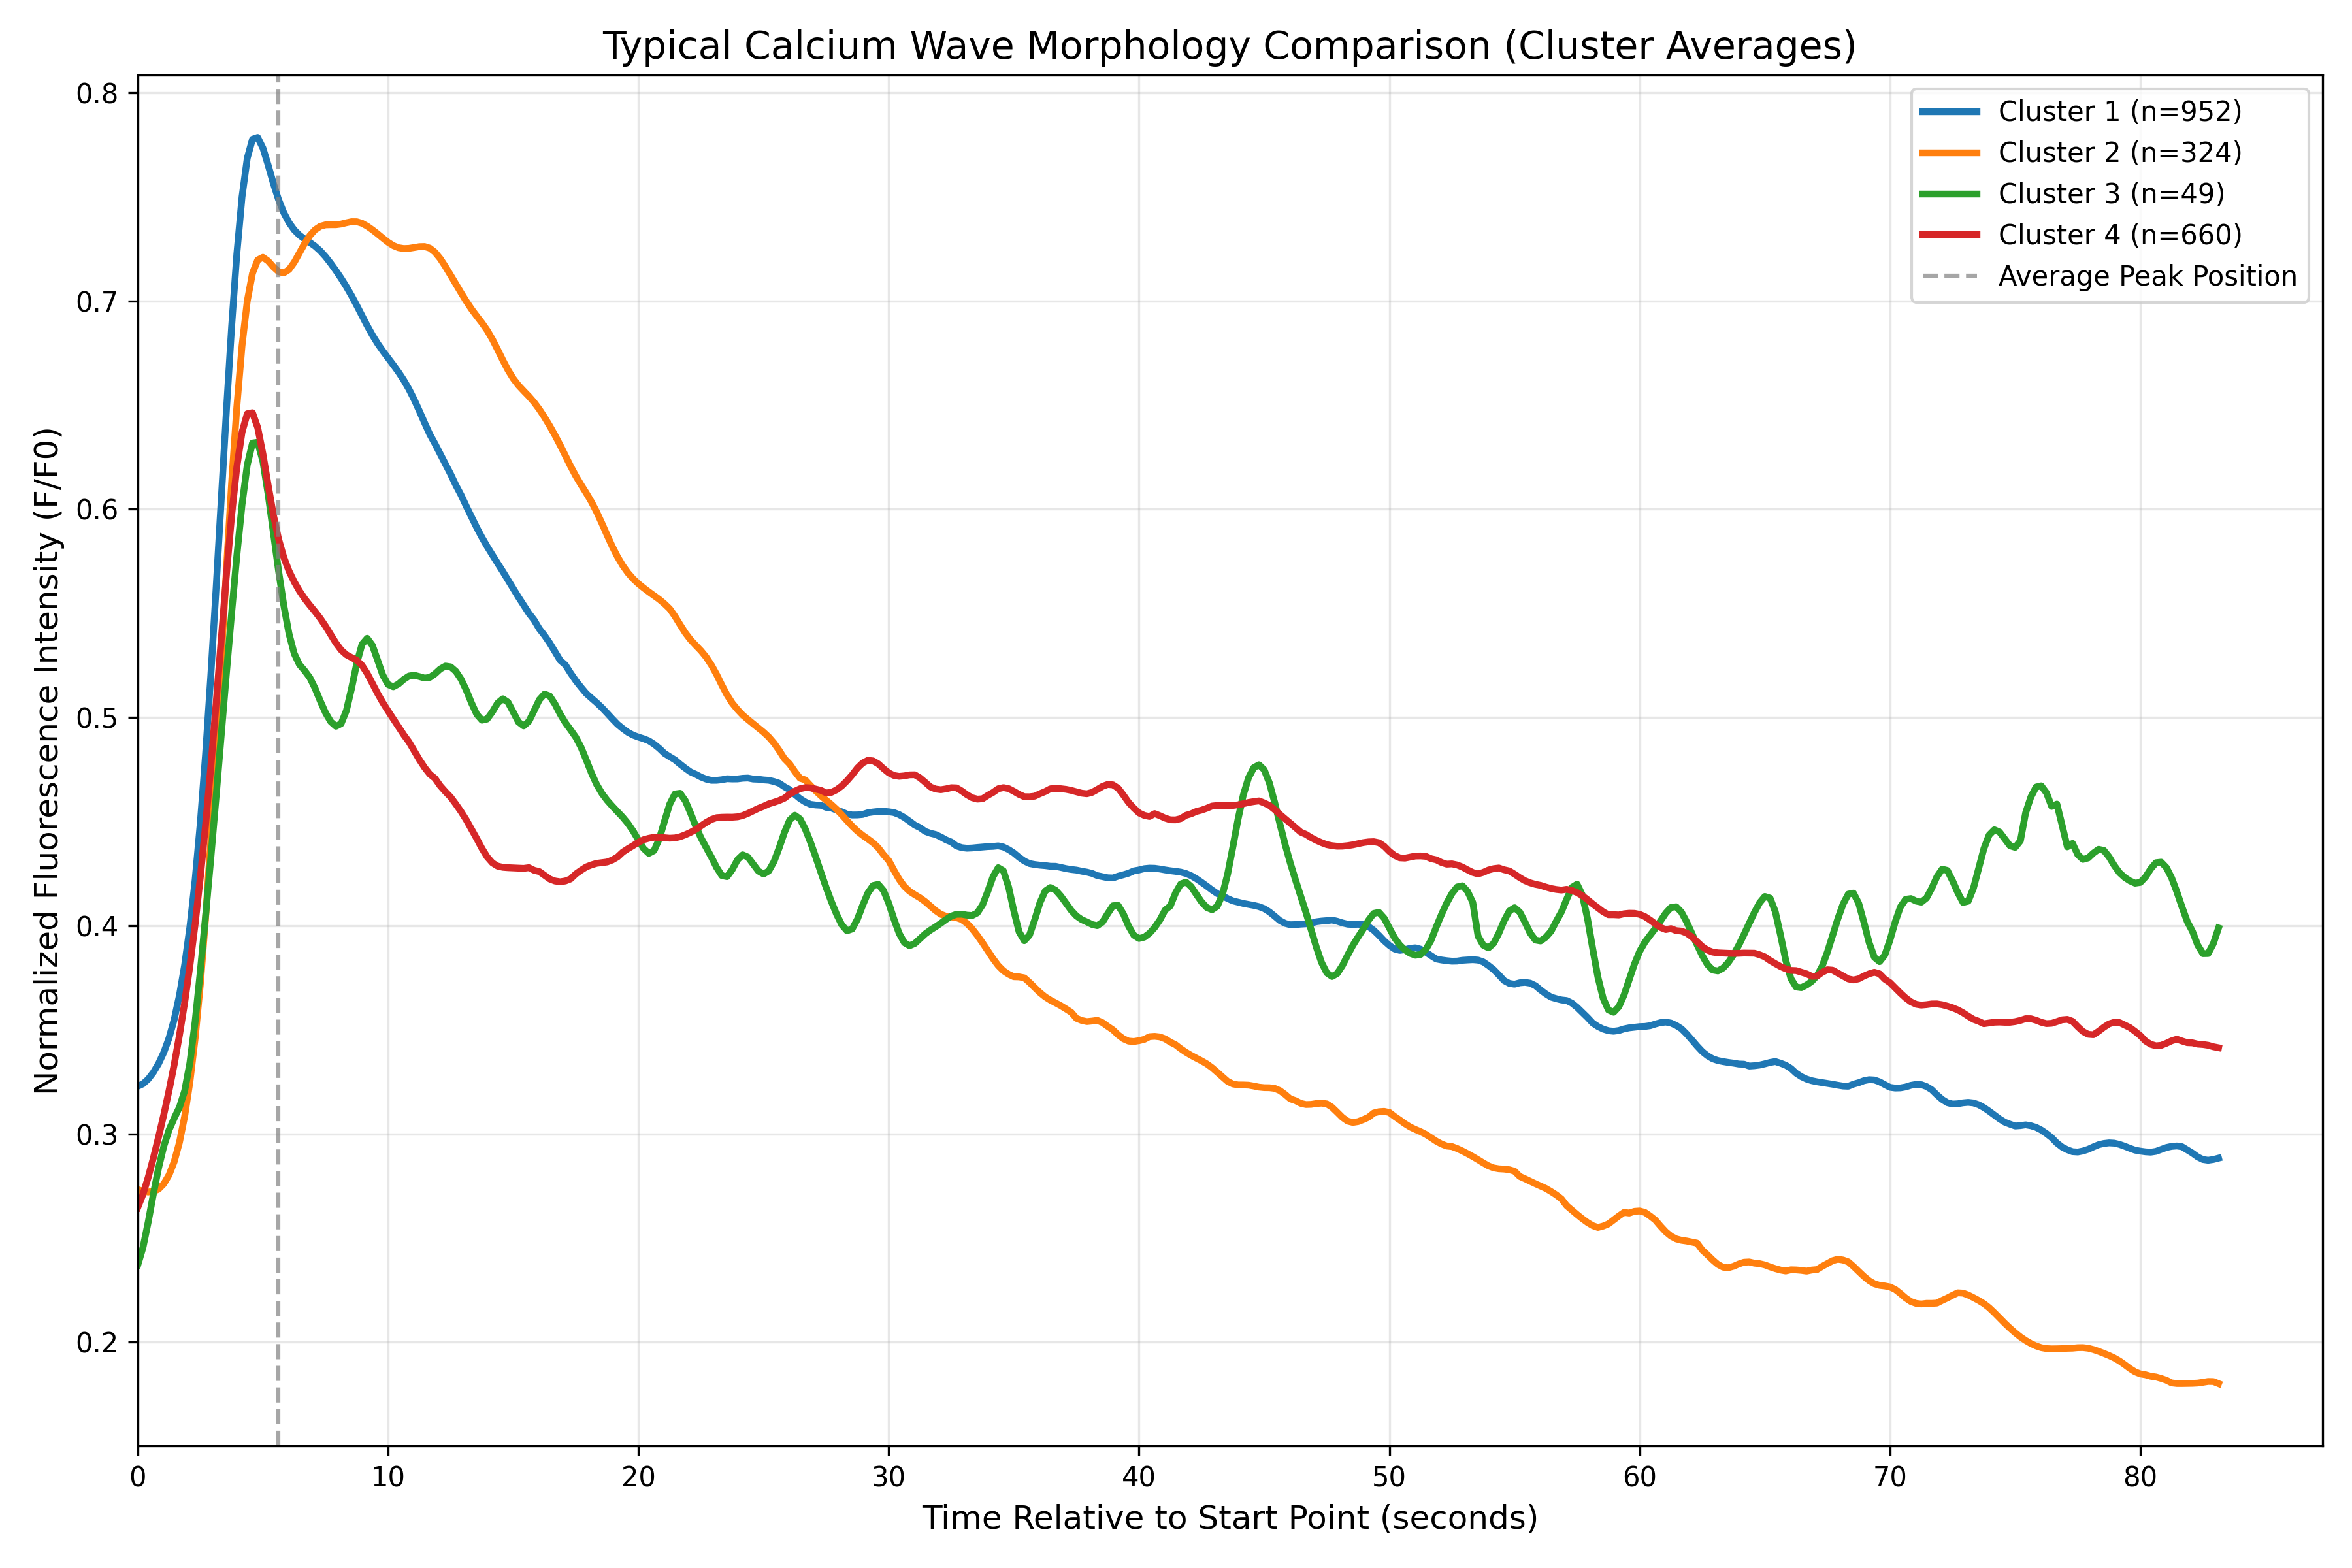 Typical Calcium Wave Morphology Comparison (Cluster Averages)
Cluster 1 (n=952)
Cluster 2 (n=324)
Cluster 3 (n=49)
Cluster 4 (n=660)
Average Peak Position
Normalized Fluorescence Intensity (F/F0)
0.8
0.7
0.6
0.5
0.4
0.3
0.2
0 10 20 30 40 50 60 70 80
Time Relative to Start Point (seconds)